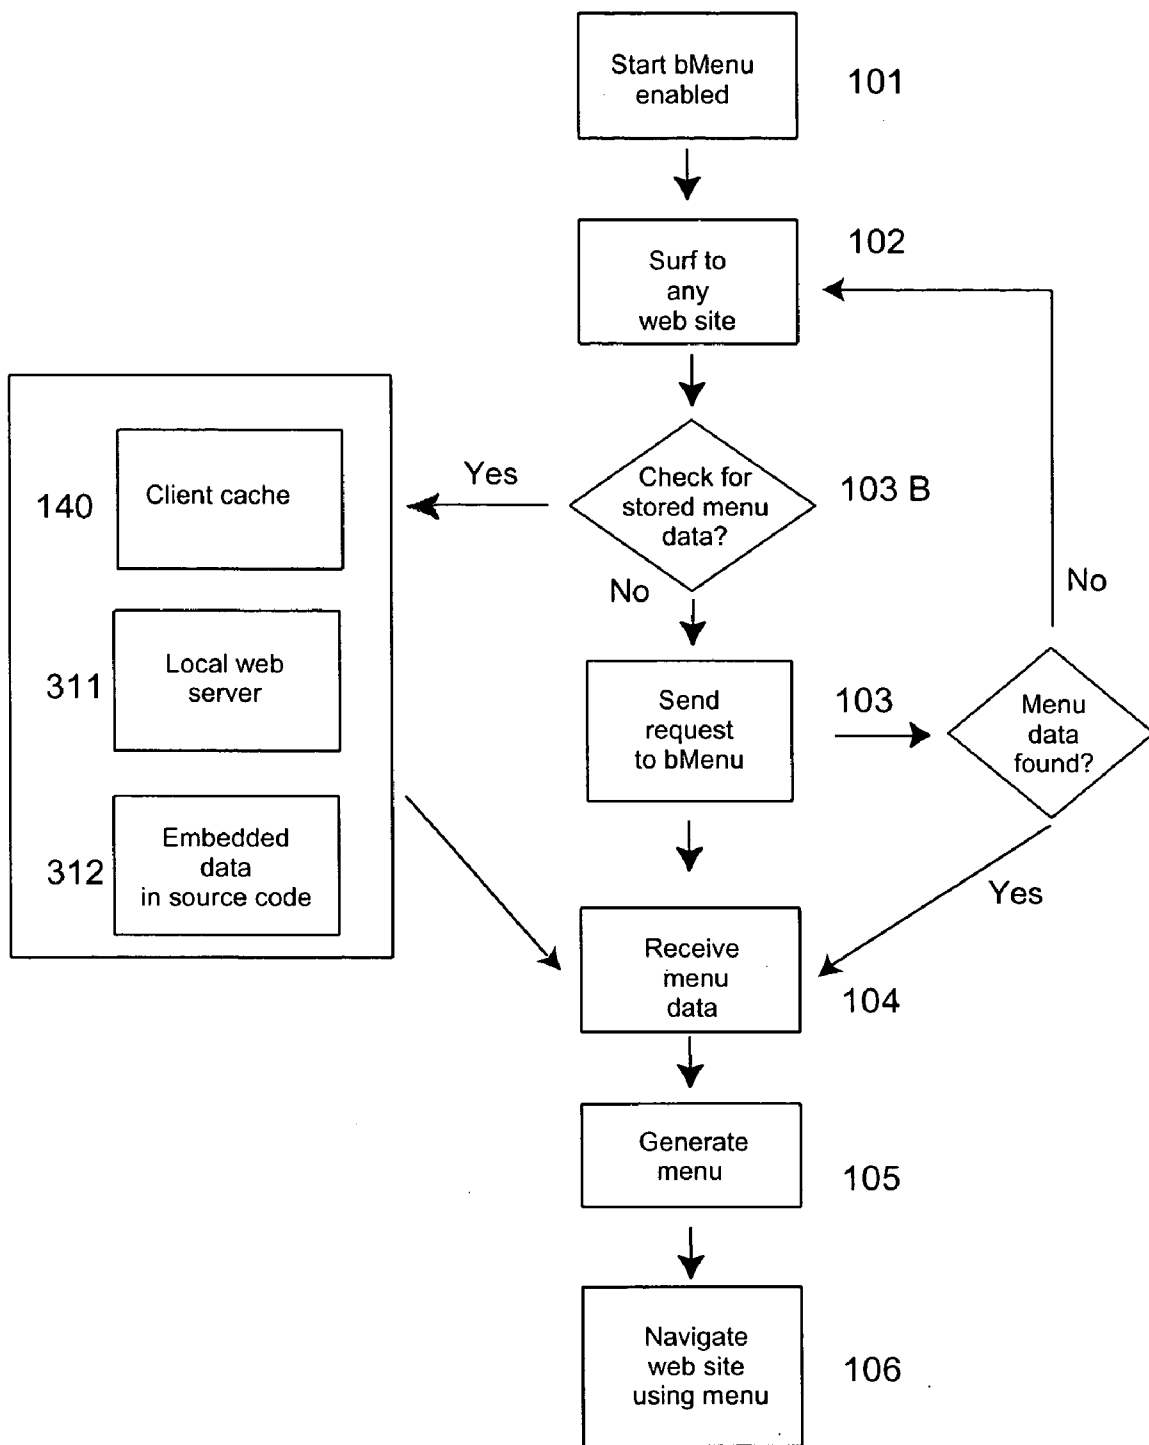 Start bMenu
enabled
101
Surf to
any
web site
102
Check for
stored menu
data?
103 B
Yes
No
Client cache
140
Local web
server
311
Embedded
data
in source code
312
Send
request
to bMenu
103
Menu
data
found?
No
Yes
Receive
menu
data
104
Generate
menu
105
Navigate
web site
using menu
106